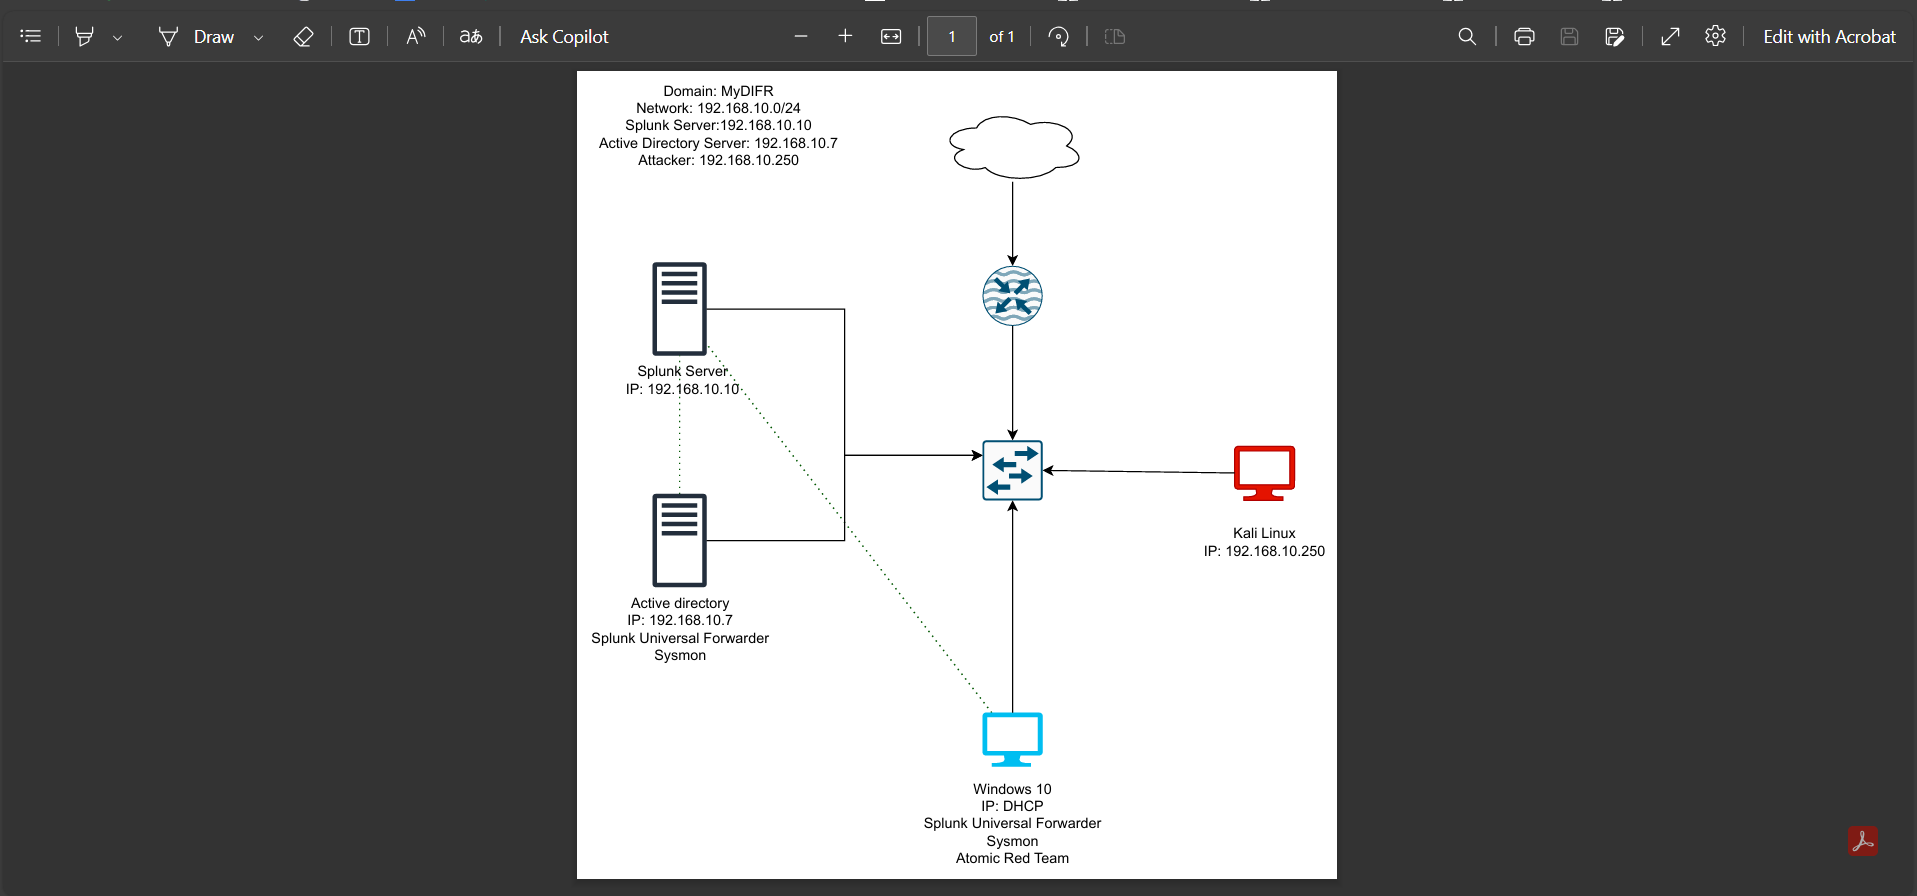 Draw
aあ
Ask Copilot
1
of 1
Edit with Acrobat
Domain: MyDIFR
Network: 192.168.10.0/24
Splunk Server:192.168.10.10
Active Directory Server: 192.168.10.7
Attacker: 192.168.10.250
Splunk Server
IP: 192.168.10.10
Kali Linux
IP: 192.168.10.250
Active directory
IP: 192.168.10.7
Splunk Universal Forwarder
Sysmon
Windows 10
IP: DHCP
Splunk Universal Forwarder
Sysmon
Atomic Red Team